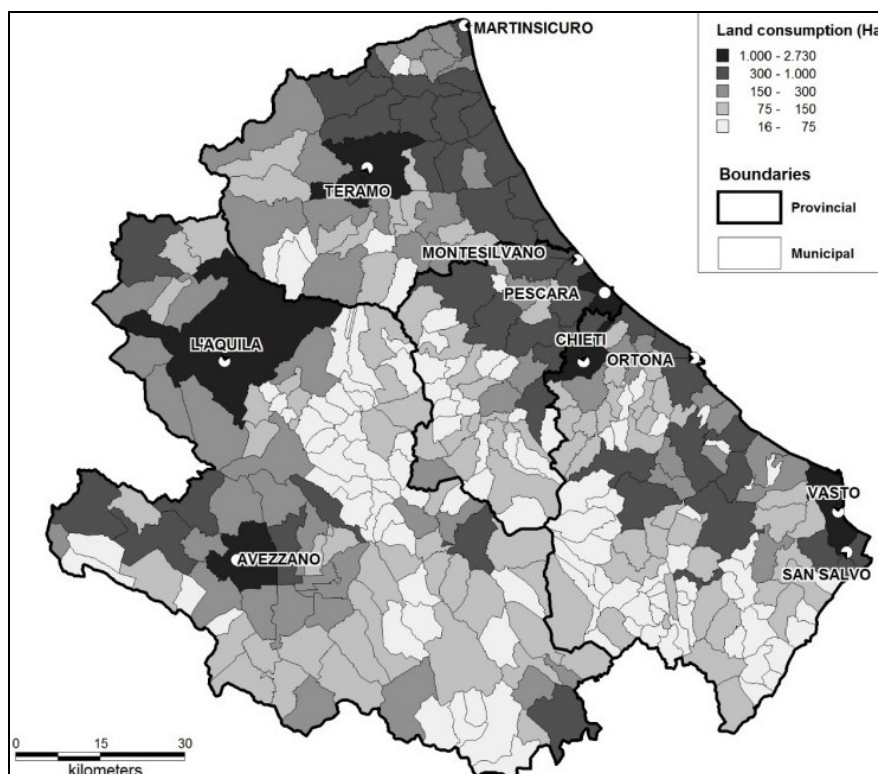 MARTINSICURO
Land consumption (Ha
1.000 - 2.730
300 - 1.000
150 - 300
75 - 150
16 - 75
Boundaries
Provincial
Municipal
TERAMO
MONTESILVANO
PESCARA
CHIETI
L'AQUILA
ORTONA
VASTO
AVEZZANO
SAN SALVO
0 15 30
kilometers